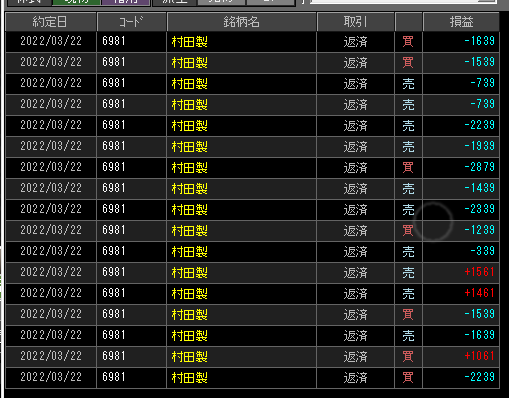 約定日 コード 銘柄名 取引 損益
2022/03/22 6981 村田製 返済 買 -1639
2022/03/22 6981 村田製 返済 買 -1539
2022/03/22 6981 村田製 返済 売 -739
2022/03/22 6981 村田製 返済 売 -739
2022/03/22 6981 村田製 返済 売 -2239
2022/03/22 6981 村田製 返済 売 -1939
2022/03/22 6981 村田製 返済 買 -2879
2022/03/22 6981 村田製 返済 売 -1439
2022/03/22 6981 村田製 返済 売 -2339
2022/03/22 6981 村田製 返済 買 -1239
2022/03/22 6981 村田製 返済 売 -339
2022/03/22 6981 村田製 返済 売 +1561
2022/03/22 6981 村田製 返済 売 +1461
2022/03/22 6981 村田製 返済 買 -1539
2022/03/22 6981 村田製 返済 売 -1639
2022/03/22 6981 村田製 返済 買 +1061
2022/03/22 6981 村田製 返済 買 -2239